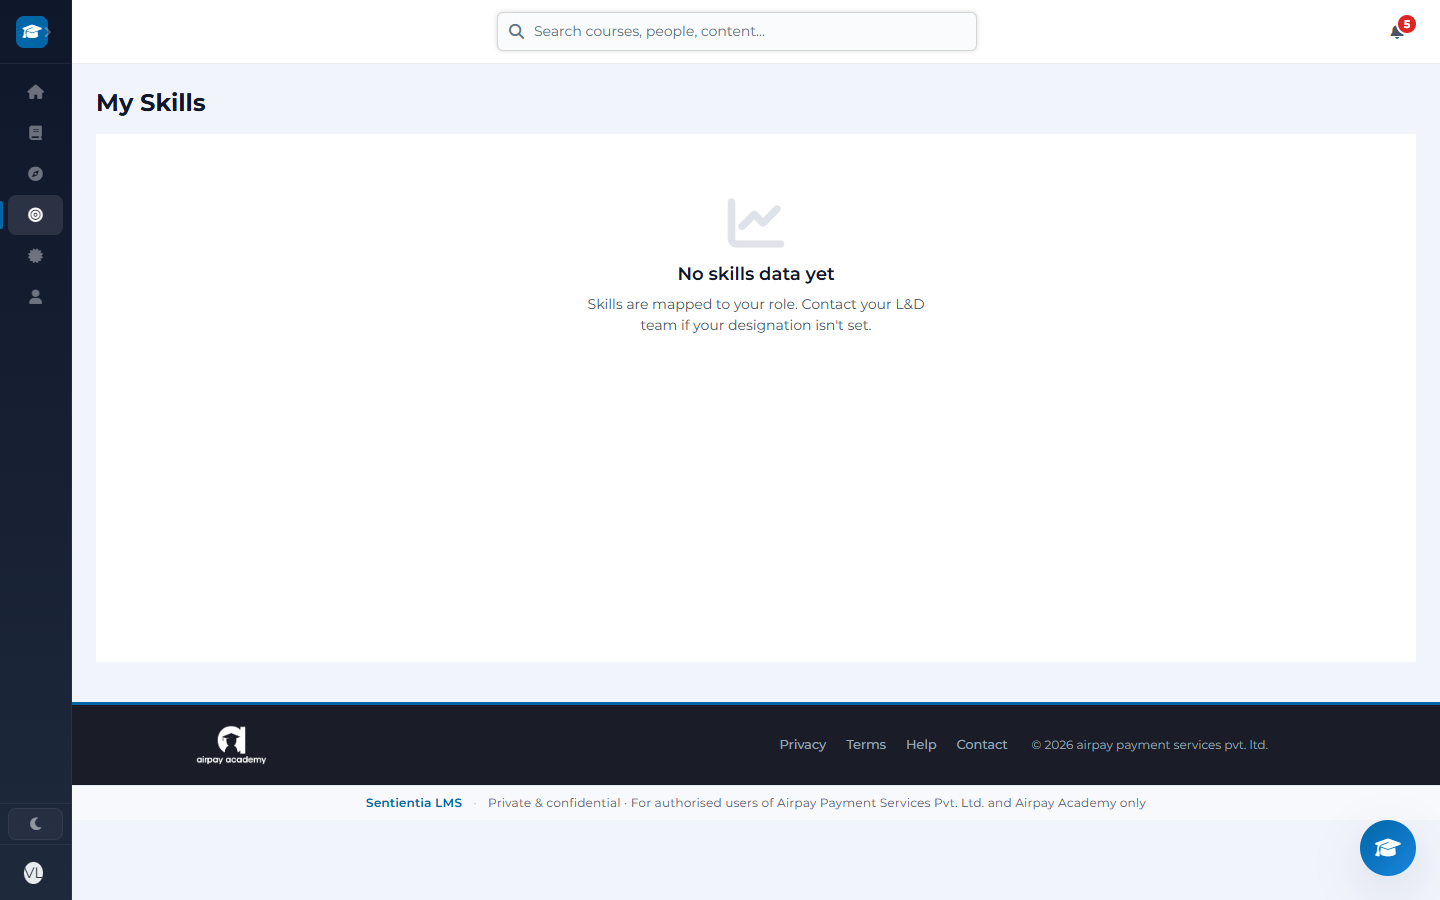 Search courses, people, content...
5
My Skills
No skills data yet
Skills are mapped to your role. Contact your L&D
team if your designation isn't set.
airpay academy
Privacy
Terms
Help
Contact
© 2026 airpay payment services pvt. ltd.
Sentientia LMS · Private & confidential · For authorised users of Airpay Payment Services Pvt. Ltd. and Airpay Academy only
VL